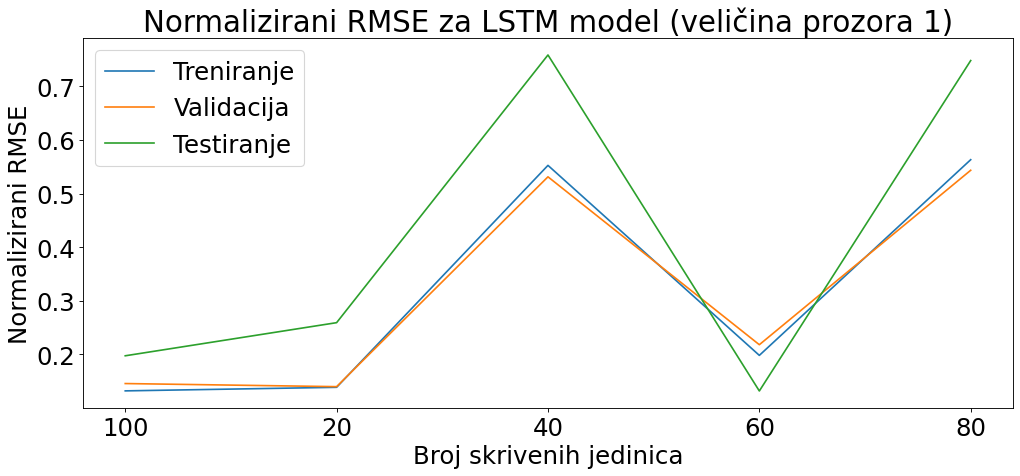 Normalizirani RMSE za LSTM model (veličina prozora 1)
Treniranje
Validacija
Testiranje
Normalizirani RMSE
0.7
0.6
0.5
0.4
0.3
0.2
100 20 40 60 80
Broj skrivenih jedinica